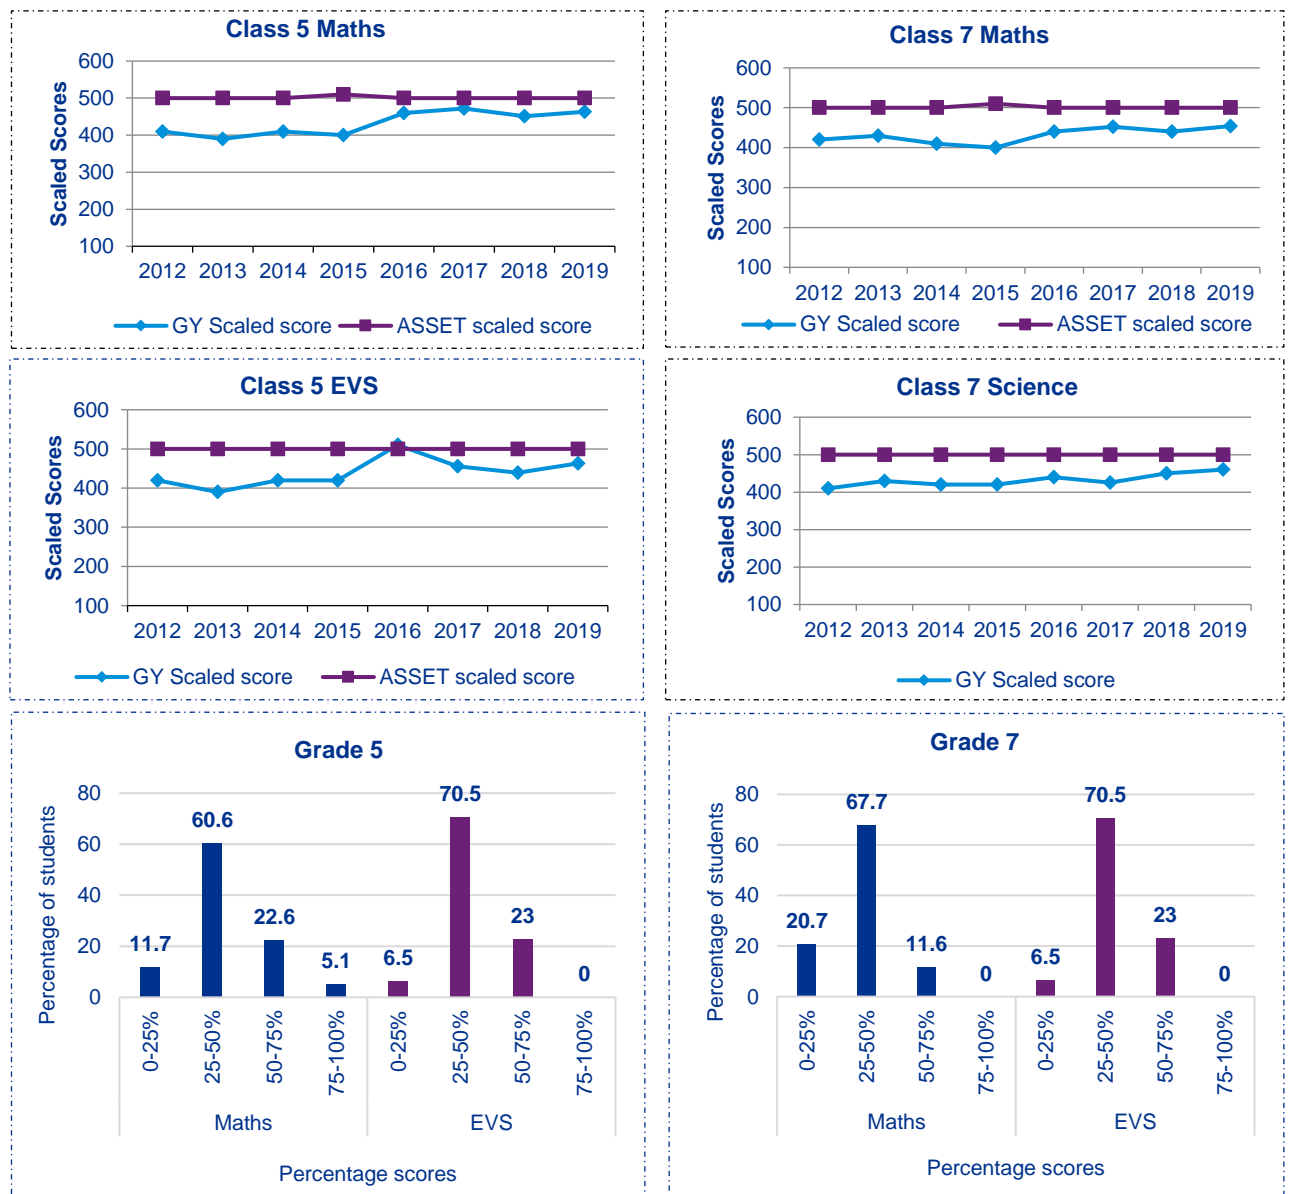 Class 5 Maths
Scaled Scores
600
500
400
300
200
100
2012 2013 2014 2015 2016 2017 2018 2019
GY Scaled score ASSET scaled score
Class 7 Maths
Scaled Scores
600
500
400
300
200
100
2012 2013 2014 2015 2016 2017 2018 2019
GY Scaled score ASSET scaled score
Class 5 EVS
Scaled Scores
600
500
400
300
200
100
2012 2013 2014 2015 2016 2017 2018 2019
GY Scaled score ASSET scaled score
Class 7 Science
Scaled Scores
600
500
400
300
200
100
2012 2013 2014 2015 2016 2017 2018 2019
GY Scaled score
Grade 5
Percentage of students
80
60
40
20
0
11.7 60.6 22.6 5.1 6.5 70.5 23 0
0-25% 25-50% 50-75% 75-100% 0-25% 25-50% 50-75% 75-100%
Maths EVS
Percentage scores
Grade 7
Percentage of students
80
60
40
20
0
20.7 67.7 11.6 0 6.5 70.5 23 0
0-25% 25-50% 50-75% 75-100% 0-25% 25-50% 50-75% 75-100%
Maths EVS
Percentage scores